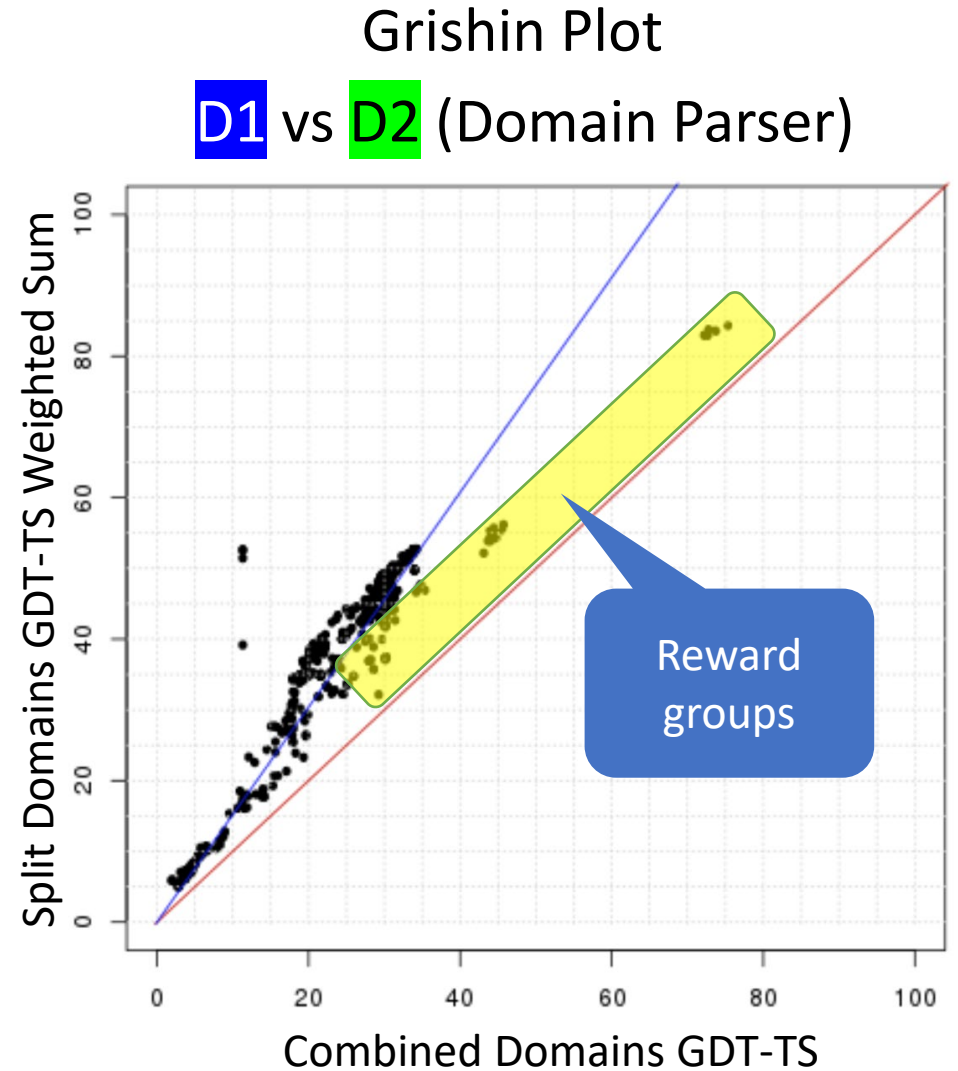 Grishin Plot
D1 vs D2 (Domain Parser)
Split Domains GDT-TS Weighted Sum
100
80
60
40
20
0
Reward
groups
0 20 40 60 80 100
Combined Domains GDT-TS